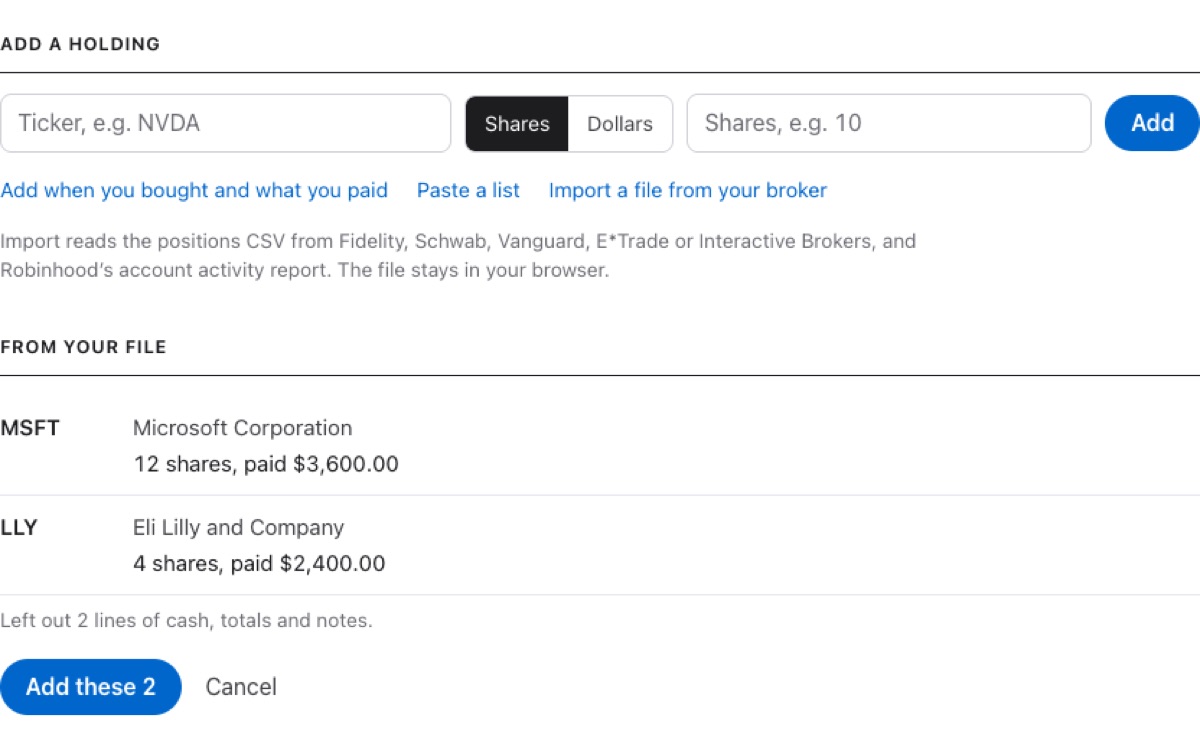 ADD A HOLDING
Ticker, e.g. NVDA Shares Dollars Shares, e.g. 10 Add
Add when you bought and what you paid Paste a list Import a file from your broker
Import reads the positions CSV from Fidelity, Schwab, Vanguard, E*Trade or Interactive Brokers, and
Robinhood’s account activity report. The file stays in your browser.
FROM YOUR FILE
MSFT Microsoft Corporation
12 shares, paid $3,600.00
LLY Eli Lilly and Company
4 shares, paid $2,400.00
Left out 2 lines of cash, totals and notes.
Add these 2 Cancel